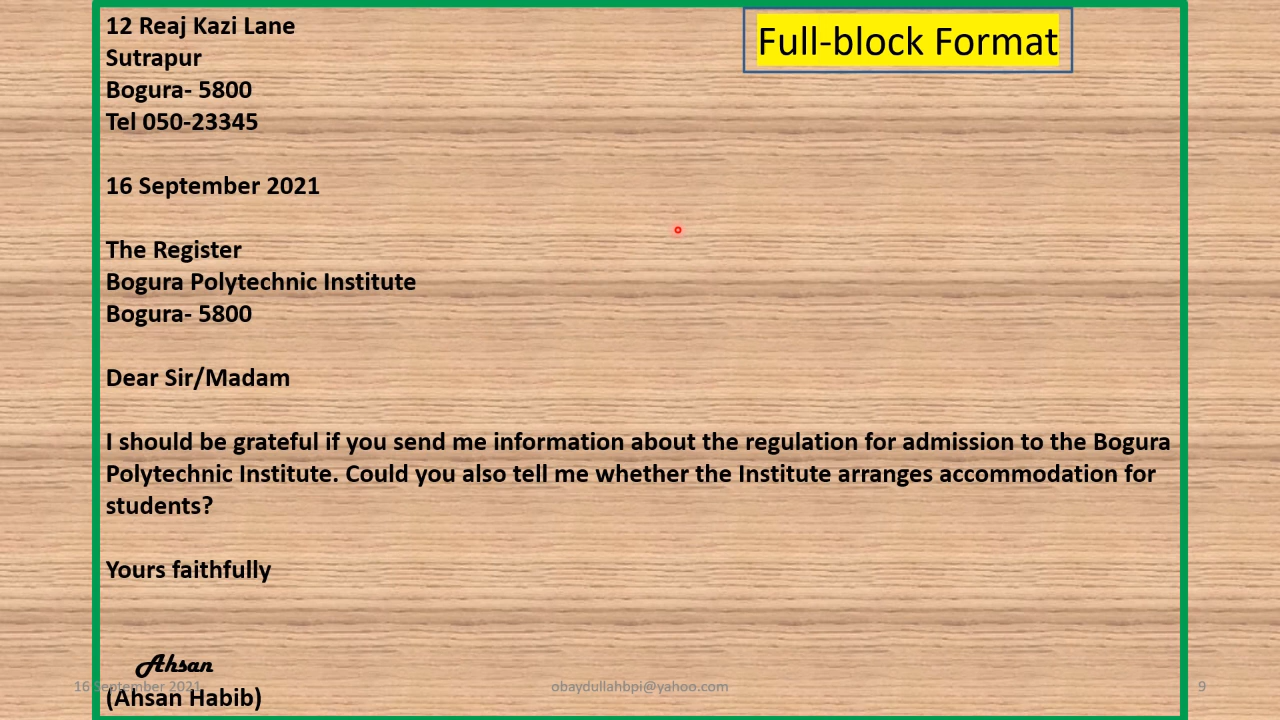 12 Reaj Kazi Lane
Full-block Format
Sutrapur
Bogura- 5800
Tel 050-23345
16 September 2021
The Register
Bogura Polytechnic Institute
Bogura- 5800
Dear Sir/Madam
I should be grateful if you send me information about the regulation for admission to the Bogura
Polytechnic Institute. Could you also tell me whether the Institute arranges accommodation for
students?
Yours faithfully
Ahsan
16 September 2021
obaydullahbpi@yahoo.com
9
(Ahsan Habib)